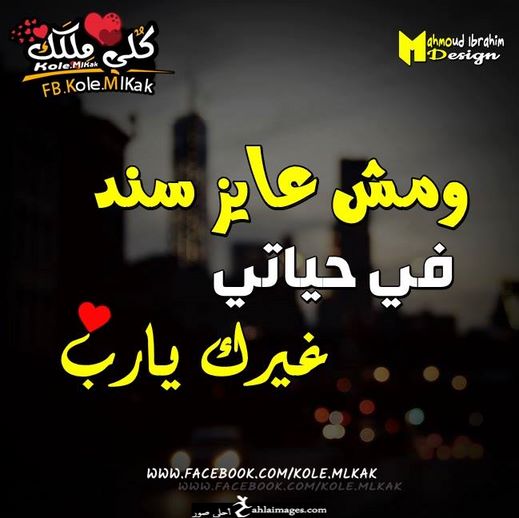 كلي ملكك
Kole.MlKak
FB.Kole.MlKak
Mahmoud Ibrahim
Design
ومش عايز سند
في حياتي
غيرك يارب
WWW.FACEBOOK.COM/KOLE.MLKAK
WWW.FACEBOOK.COM/KOLE.MLKAK
احلى صور ahlaimages.com